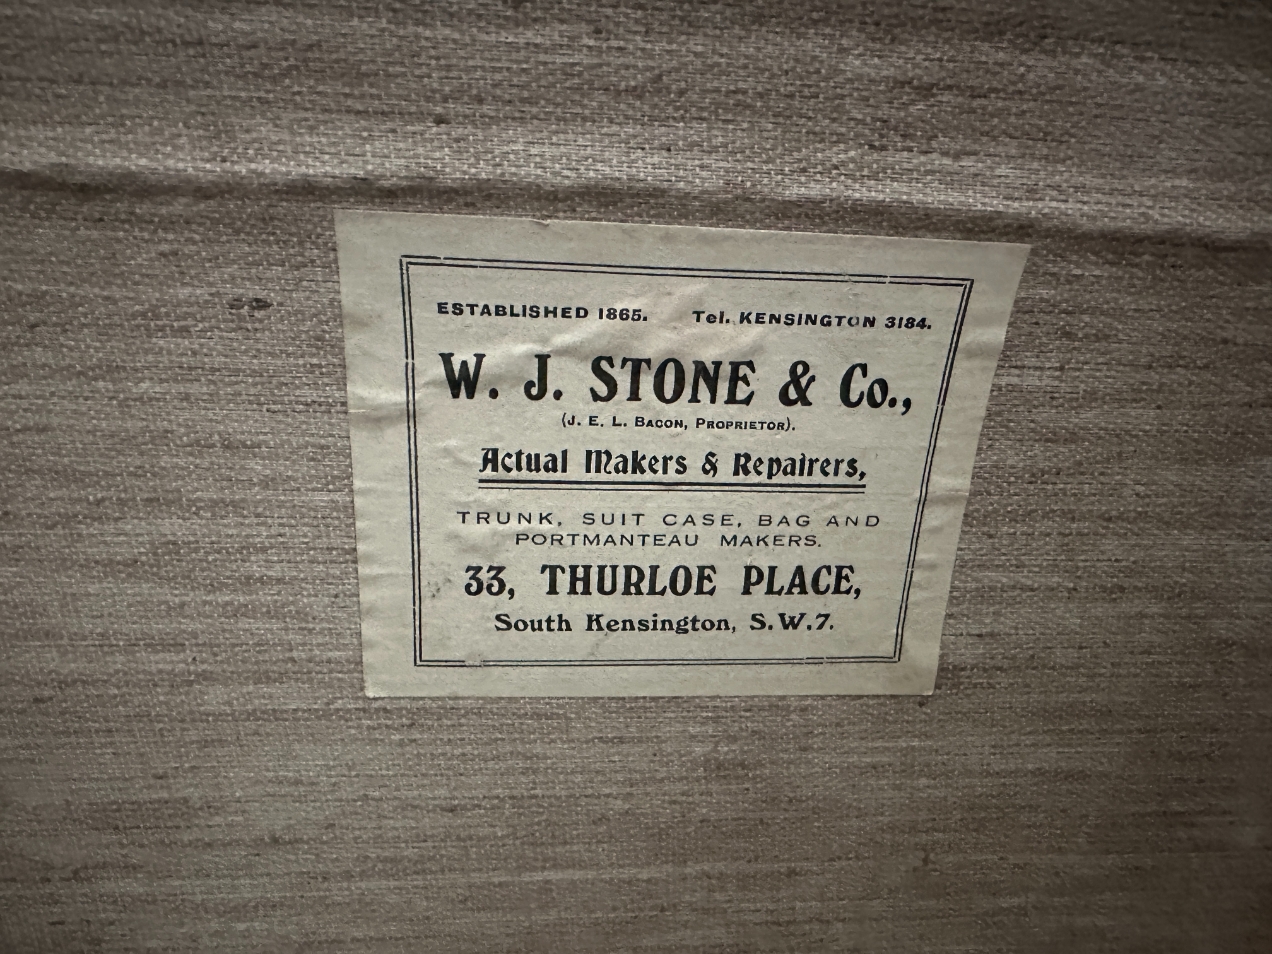 ESTABLISHED 1865. Tel. KENSINGTON 3184.
W. J. STONE & Co.,
(J. E. L. BACON, PROPRIETOR).
Actual Makers & Repairers,
TRUNK, SUIT CASE, BAG AND
PORTMANTEAU MAKERS.
33, THURLOE PLACE,
South Kensington, S.W.7.